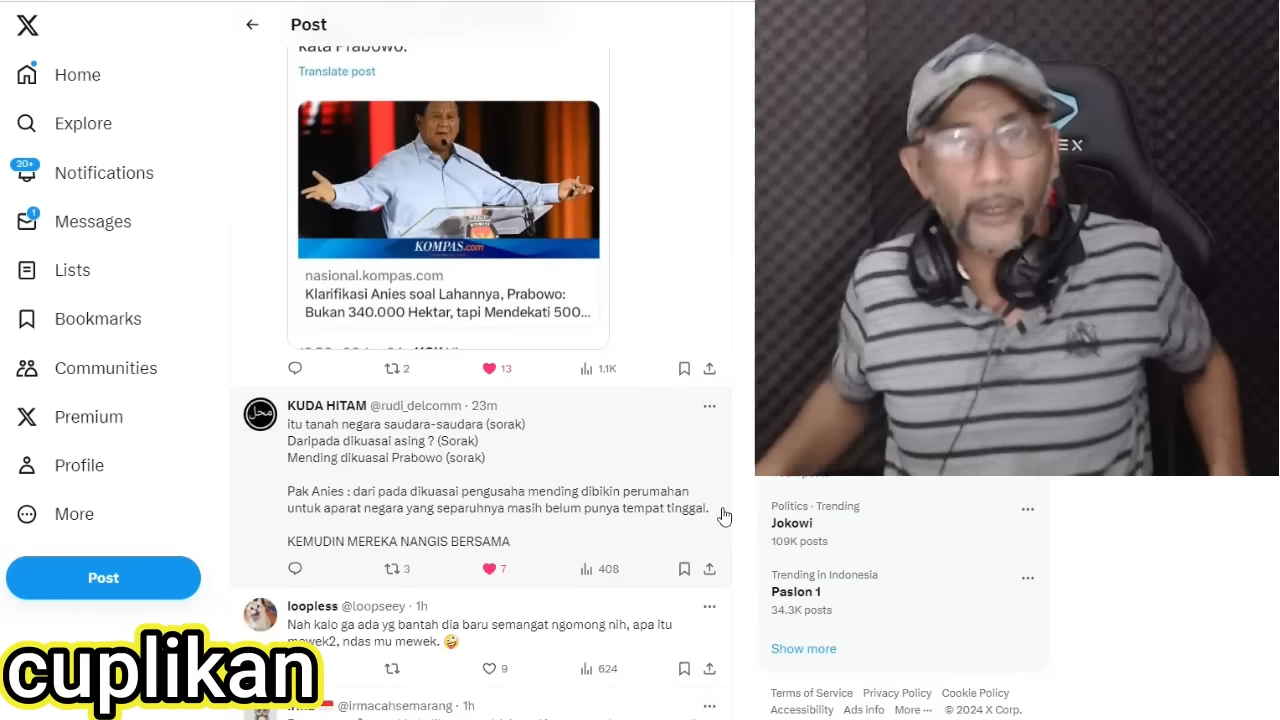 Post
Home
Explore
20+
Notifications
1
Messages
Lists
Bookmarks
Communities
Premium
Profile
More
Post
kata Prabowo.
Translate post
KOMPAS.com
nasional.kompas.com
Klarifikasi Anies soal Lahannya, Prabowo:
Bukan 340.000 Hektar, tapi Mendekati 500...
2 13 1.1K
محل
KUDA HITAM @rudi_delcomm · 23m
itu tanah negara saudara-saudara (sorak)
Daripada dikuasai asing ? (Sorak)
Mending dikuasai Prabowo (sorak)
Pak Anies : dari pada dikuasai pengusaha mending dibikin perumahan
untuk aparat negara yang separuhnya masih belum punya tempat tinggal.
KEMUDIN MEREKA NANGIS BERSAMA
3 7 408
loopless @loopseey · 1h
Nah kalo ga ada yg bantah dia baru semangat ngomong nih, apa itu
mewek2, ndas mu mewek. 🤪
9 624
@irmacahsemarang · 1h
EX
Politics · Trending
Jokowi
109K posts
Trending in Indonesia
Paslon 1
34.3K posts
Show more
Terms of Service Privacy Policy Cookie Policy
Accessibility Ads info More ··· © 2024 X Corp.
cuplikan